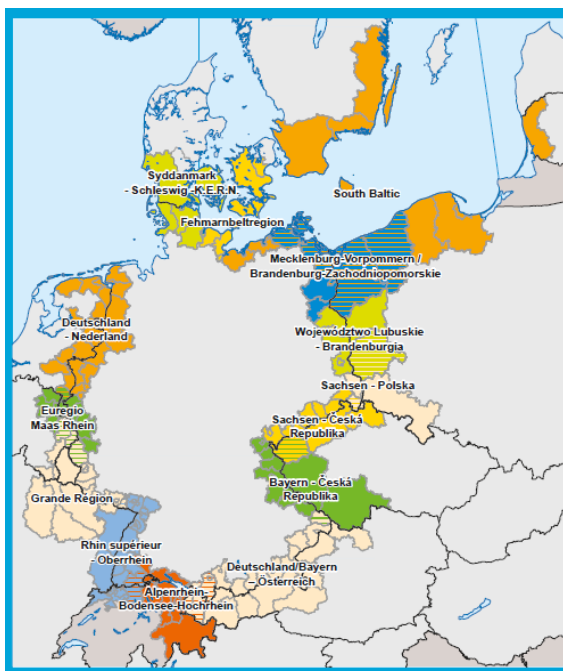 Syddanmark
- Schleswig -K.E.R.N.
Fehmarnbeltregion
South Baltic
Mecklenburg-Vorpommern /
Brandenburg-Zachodniopomorskie
Deutschland
- Nederland
Województwo Lubuskie
- Brandenburgia
Sachsen - Polska
Euregio
Maas Rhein
Sachsen - Česká
Republika
Grande Région
Bayern - Česká
Republika
Rhin supérieur
- Oberrhein
Deutschland/Bayern
– Österreich
Alpenrhein-
Bodensee-Hochrhein